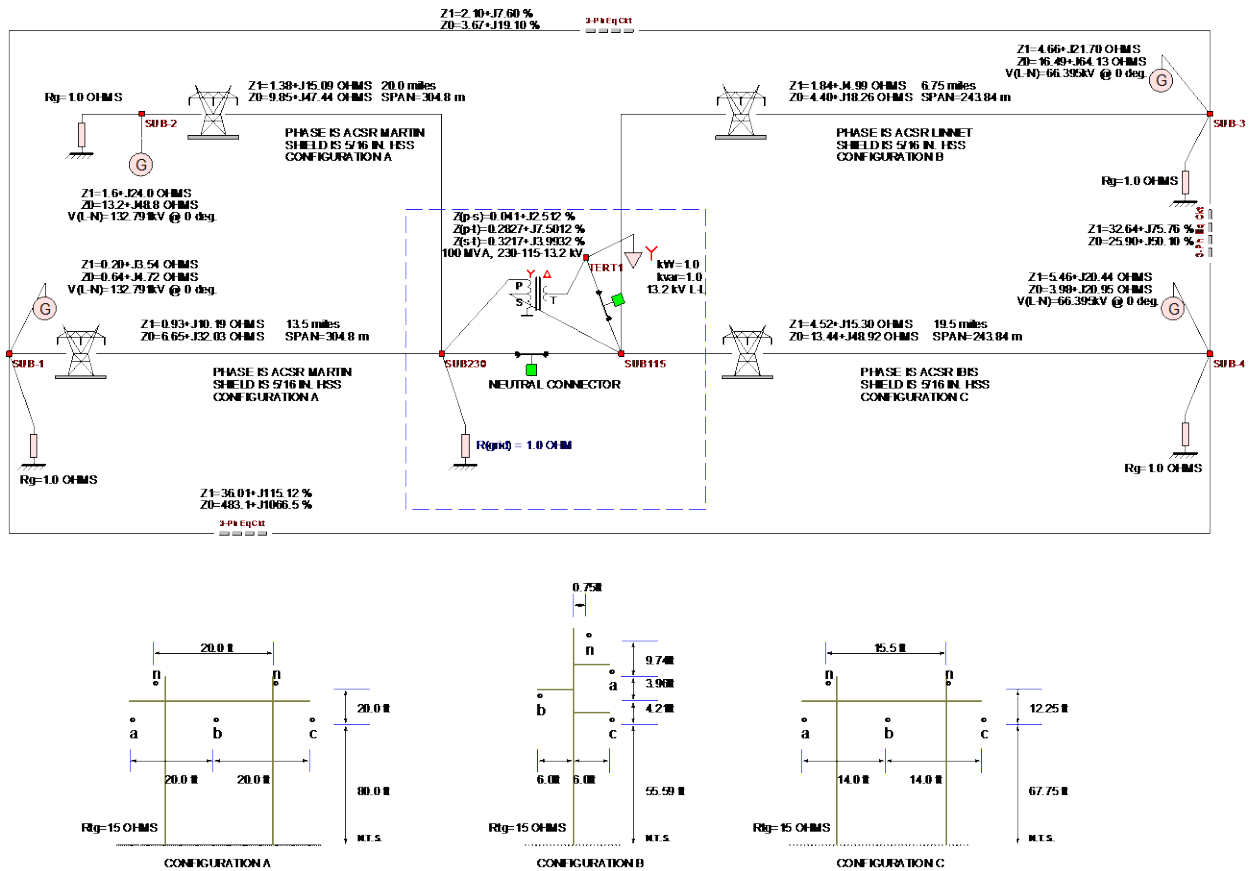 Z1=2.10+J7.60 %
Z0=3.67+J19.10 %
3-Ph Eq Ckt
Z1=4.66+J21.70 OHMS
Z0=16.49+J64.13 OHMS
V(L-N)=66.395kV @ 0 deg.
G
Rg=1.0 OHMS
Z1=1.38+J15.09 OHMS 20.0 miles
Z0=9.85+J47.44 OHMS SPAN=304.8 m
Z1=1.84+J4.99 OHMS 6.75 miles
Z0=4.40+J18.26 OHMS SPAN=243.84 m
SUB-2
SUB-3
PHASE IS ACSR MARTIN
SHIELD IS 5/16 IN. HSS
CONFIGURATION A
PHASE IS ACSR LINNET
SHIELD IS 5/16 IN. HSS
CONFIGURATION B
G
Rg=1.0 OHMS
Z1=1.6+J24.0 OHMS
Z0=13.2+J48.8 OHMS
V(L-N)=132.791kV @ 0 deg.
Z(p-s)=0.041+J2.512 %
Z(p-t)=0.2827+J7.5012 %
Z(s-t)=0.3217+J3.9932 %
100 MVA, 230-115-13.2 kV
Z1=32.64+J75.76 %
Z0=25.90+J50.10 %
Z1=0.20+J3.54 OHMS
Z0=0.64+J4.72 OHMS
V(L-N)=132.791kV @ 0 deg.
G
TERT1
Y
kW=1.0
kvar=1.0
13.2 kV L-L
Y
P
S
T
Z1=5.46+J20.44 OHMS
Z0=3.98+J20.95 OHMS
V(L-N)=66.395kV @ 0 deg.
G
Z1=0.93+J10.19 OHMS 13.5 miles
Z0=6.65+J32.03 OHMS SPAN=304.8 m
Z1=4.52+J15.30 OHMS 19.5 miles
Z0=13.44+J48.92 OHMS SPAN=243.84 m
SUB-1
SUB230
SUB115
SUB-4
PHASE IS ACSR MARTIN
SHIELD IS 5/16 IN. HSS
CONFIGURATION A
NEUTRAL CONNECTOR
PHASE IS ACSR IBIS
SHIELD IS 5/16 IN. HSS
CONFIGURATION C
R(grid) = 1.0 OHM
Rg=1.0 OHMS
Rg=1.0 OHMS
Z1=36.01+J115.12 %
Z0=483.1+J1066.5 %
3-Ph Eq Ckt
0.75ft
20.0 ft
n
n
20.0 ft
a
b
c
20.0 ft
20.0 ft
80.0 ft
Rtg=15 OHMS
N.T.S.
CONFIGURATION A
n
9.74ft
a
3.96ft
b
4.21ft
c
6.0ft
6.0ft
55.59 ft
Rtg=15 OHMS
N.T.S.
CONFIGURATION B
15.5 ft
n
n
12.25 ft
a
b
c
14.0 ft
14.0 ft
67.75 ft
Rtg=15 OHMS
N.T.S.
CONFIGURATION C